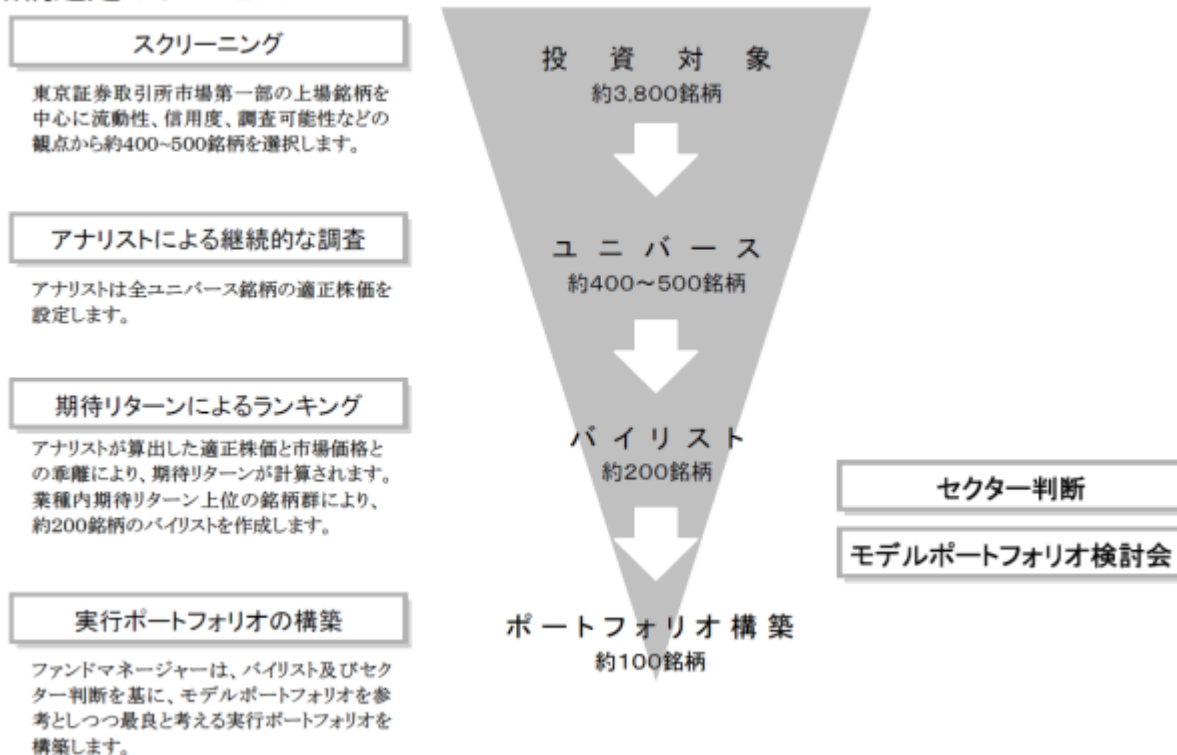 スクリーニング
東京証券取引所市場第一部の上場銘柄を
中心に流動性、信用度、調査可能性などの
観点から約400~500銘柄を選択します。
アナリストによる継続的な調査
アナリストは全ユニバース銘柄の適正株価を
設定します。
期待リターンによるランキング
アナリストが算出した適正株価と市場価格と
の乖離により、期待リターンが計算されます。
業種内期待リターン上位の銘柄群により、
約200銘柄のバイリストを作成します。
実行ポートフォリオの構築
ファンドマネージャーは、バイリスト及びセク
ター判断を基に、モデルポートフォリオを参
考としつつ最良と考える実行ポートフォリオを
構築します。
投資対象
約3,800銘柄
ユニバース
約400～500銘柄
バイリスト
約200銘柄
ポートフォリオ構築
約100銘柄
セクター判断
モデルポートフォリオ検討会